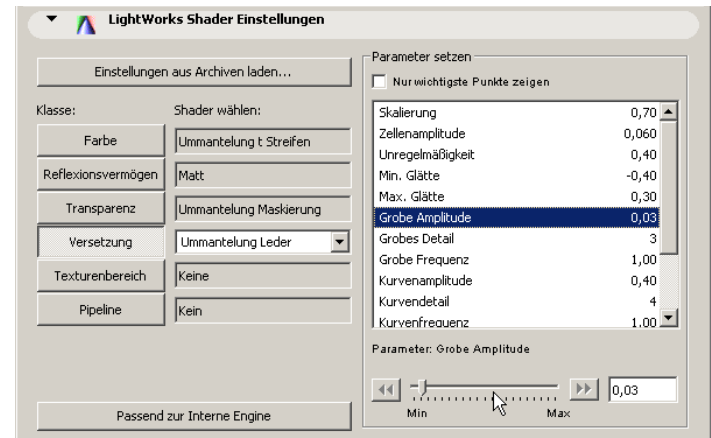 LightWorks Shader Einstellungen
Einstellungen aus Archiven laden...
Klasse: Shader wählen:
Farbe Ummantelung t Streifen
Reflexionsvermögen Matt
Transparenz Ummantelung Maskierung
Versetzung Ummantelung Leder
Texturenbereich Keine
Pipeline Kein
Passend zur Interne Engine
Parameter setzen
Nur wichtigste Punkte zeigen
Skalierung 0,70
Zellenamplitude 0,060
Unregelmäßigkeit 0,40
Min. Glätte -0,40
Max. Glätte 0,30
Grobe Amplitude 0,03
Grobes Detail 3
Grobe Frequenz 1,00
Kurvenamplitude 0,40
Kurvendetail 4
Kurvenfrequenz 1.00
Parameter: Grobe Amplitude
0,03
Min Max